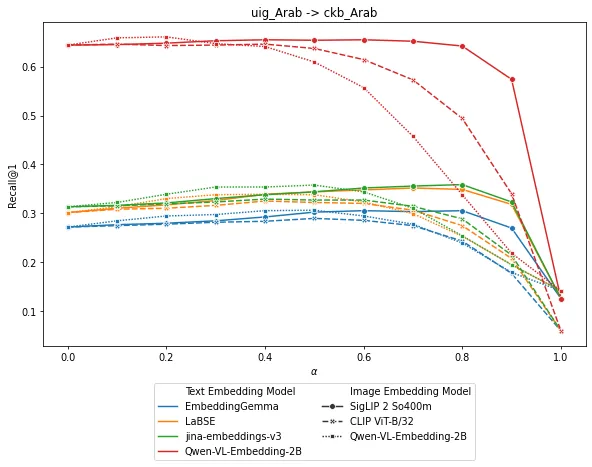 uig_Arab -> ckb_Arab
Recall@1
0.6
0.5
0.4
0.3
0.2
0.1
0.0 0.2 0.4 0.6 0.8 1.0
α
Text Embedding Model
EmbeddingGemma
LaBSE
jina-embeddings-v3
Qwen-VL-Embedding-2B
Image Embedding Model
SigLIP 2 So400m
CLIP ViT-B/32
Qwen-VL-Embedding-2B